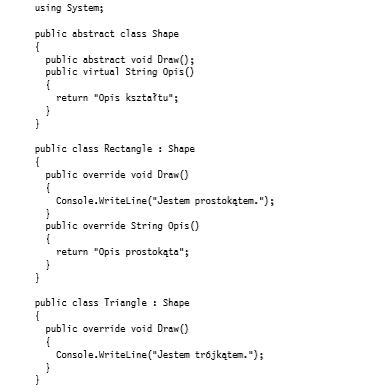 using System;
public abstract class Shape
{
public abstract void Draw();
public virtual String Opis()
{
return "Opis kształtu";
}
}
public class Rectangle : Shape
{
public override void Draw()
{
Console.WriteLine("Jestem prostokątem.");
}
public override String Opis()
{
return "Opis prostokąta";
}
}
public class Triangle : Shape
{
public override void Draw()
{
Console.WriteLine("Jestem trójkątem.");
}
}